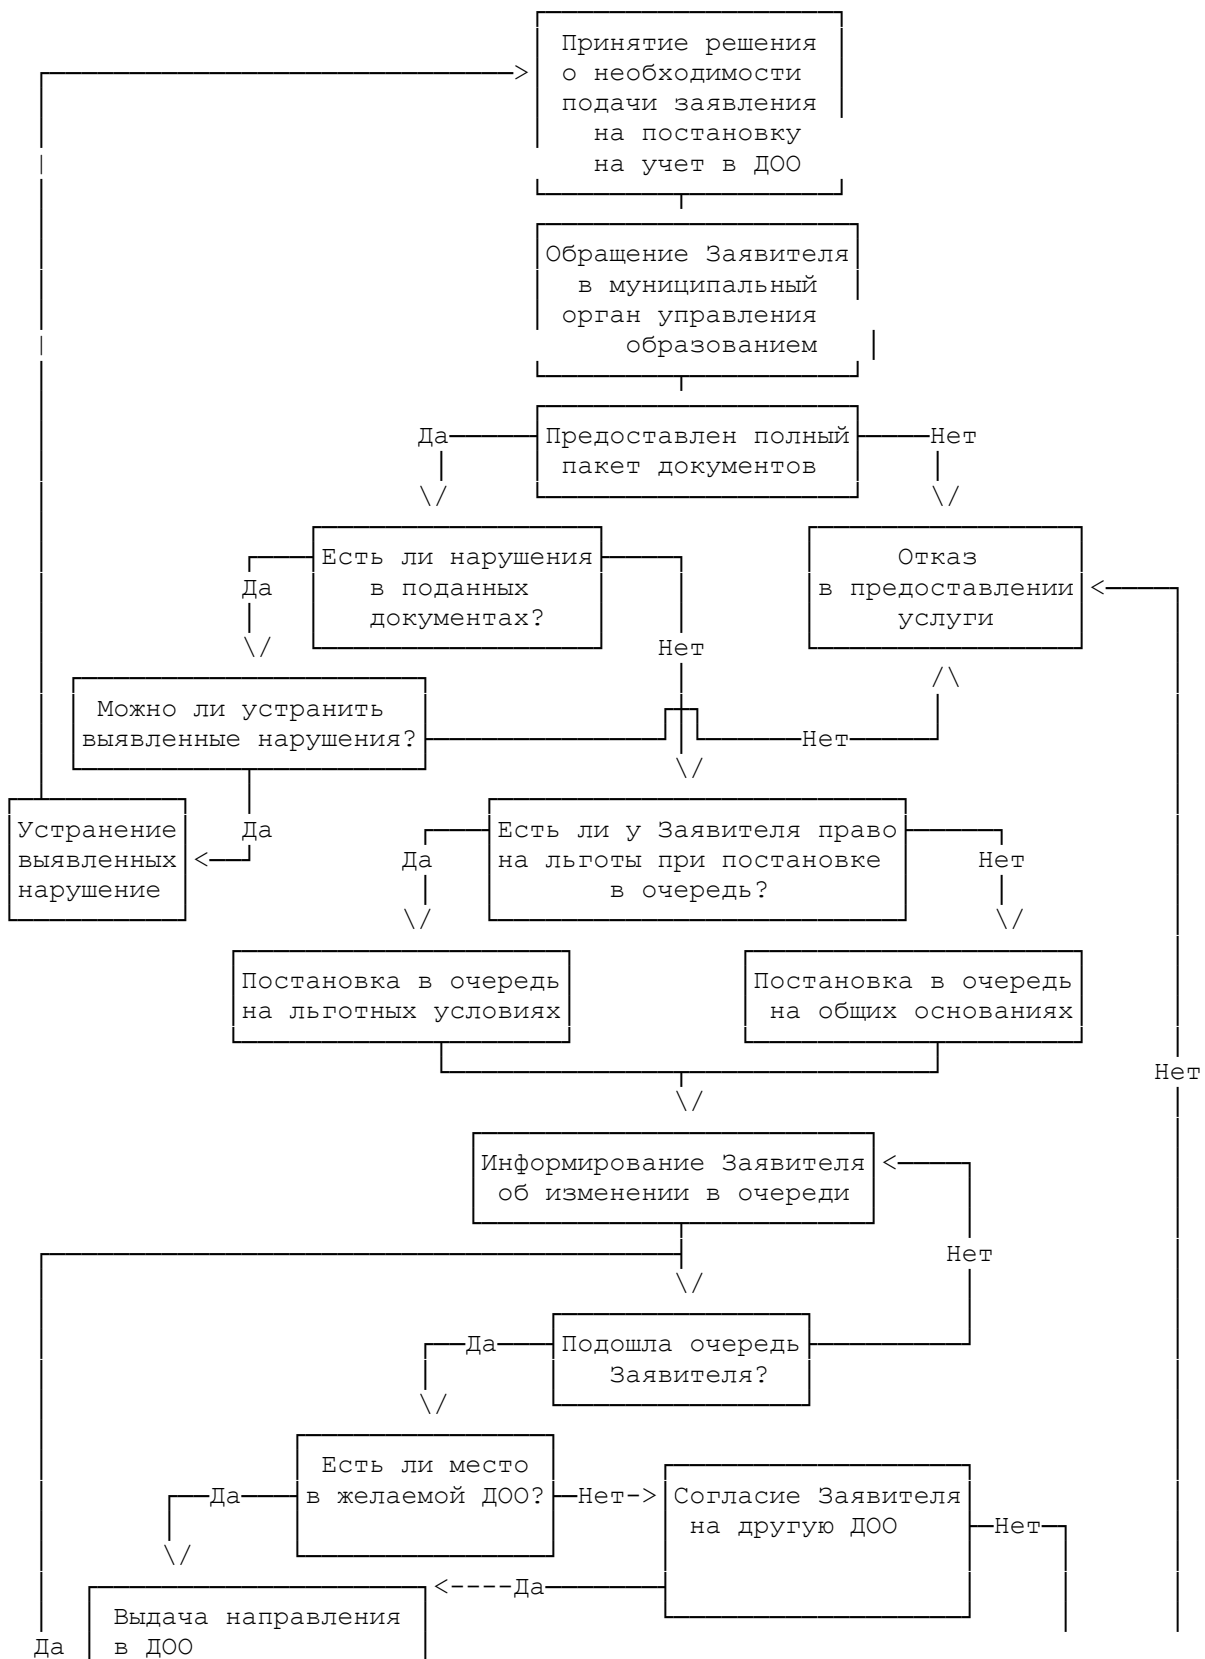 Принятие решения
о необходимости
подачи заявления
на постановку
на учет в ДОО
Обращение Заявителя
в муниципальный
орган управления
образованием
Да
Предоставлен полный
пакет документов
Нет
Есть ли нарушения
в поданных
документах?
Да
Нет
Отказ
в предоставлении
услуги
Можно ли устранить
выявленные нарушения?
Нет
Да
Устранение
выявленных
нарушение
Есть ли у Заявителя право
на льготы при постановке
в очередь?
Да
Нет
Постановка в очередь
на льготных условиях
Постановка в очередь
на общих основаниях
Нет
Информирование Заявителя
об изменении в очереди
Нет
Да
Подошла очередь
Заявителя?
Есть ли место
в желаемой ДОО?
Да
Нет
Согласие Заявителя
на другую ДОО
Нет
Да
Выдача направления
в ДОО
Да